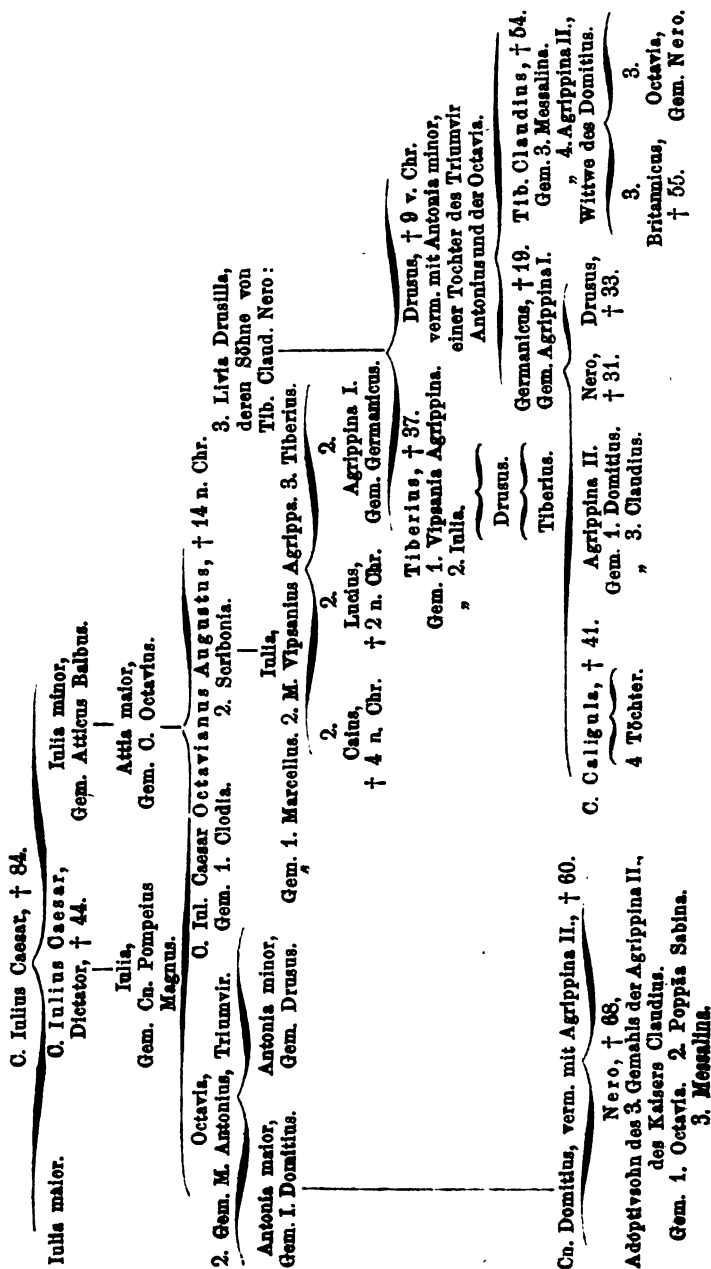 C. Iulius Caesar, † 84.
Iulia maior.
C. Iulius Caesar,
Dictator, † 44.
Iulia minor,
Gem. Atticus Balbus.
Iulia,
Gem. Cn. Pompeius
Magnus.
Attia maior,
Gem. C. Octavius.
Octavia,
2. Gem. M. Antonius, Triumvir.
C. Iul. Caesar Octavianus Augustus, † 14 n. Chr.
Gem. 1. Clodia.
2. Scribonia.
3. Livia Drusilla,
deren Söhne von
Tib. Claud. Nero:
Antonia maior,
Gem. I. Domitius.
Antonia minor,
Gem. Drusus.
Iulia,
Gem. 1. Marcellus. 2. M. Vipsanius Agrippa. 3. Tiberius.
„
2.
Caius,
† 4 n. Chr.
2.
Lucius,
† 2 n. Chr.
2.
Agrippina I.
Gem. Germanicus.
Tiberius, † 37.
Gem. 1. Vipsania Agrippina.
„ 2. Iulia.
Drusus, † 9 v. Chr.
verm. mit Antonia minor,
einer Tochter des Triumvir
Antonius und der Octavia.
Drusus.
Tiberius.
Germanicus, † 19.
Gem. Agrippina I.
Tib. Claudius, † 54.
Gem. 3. Messalina.
„ 4. Agrippina II.,
Wittwe des Domitius.
C. Caligula, † 41.
4 Töchter.
Agrippina II.
Gem. 1. Domitius.
„ 3. Claudius.
Nero,
† 31.
Drusus,
† 33.
3.
Britannicus,
† 55.
3.
Octavia,
Gem. Nero.
Cn. Domitius, verm. mit Agrippina II., † 60.
Nero, † 68,
Adoptivsohn des 3. Gemahls der Agrippina II.,
des Kaisers Claudius.
Gem. 1. Octavia. 2. Poppäa Sabina.
3. Messalina.